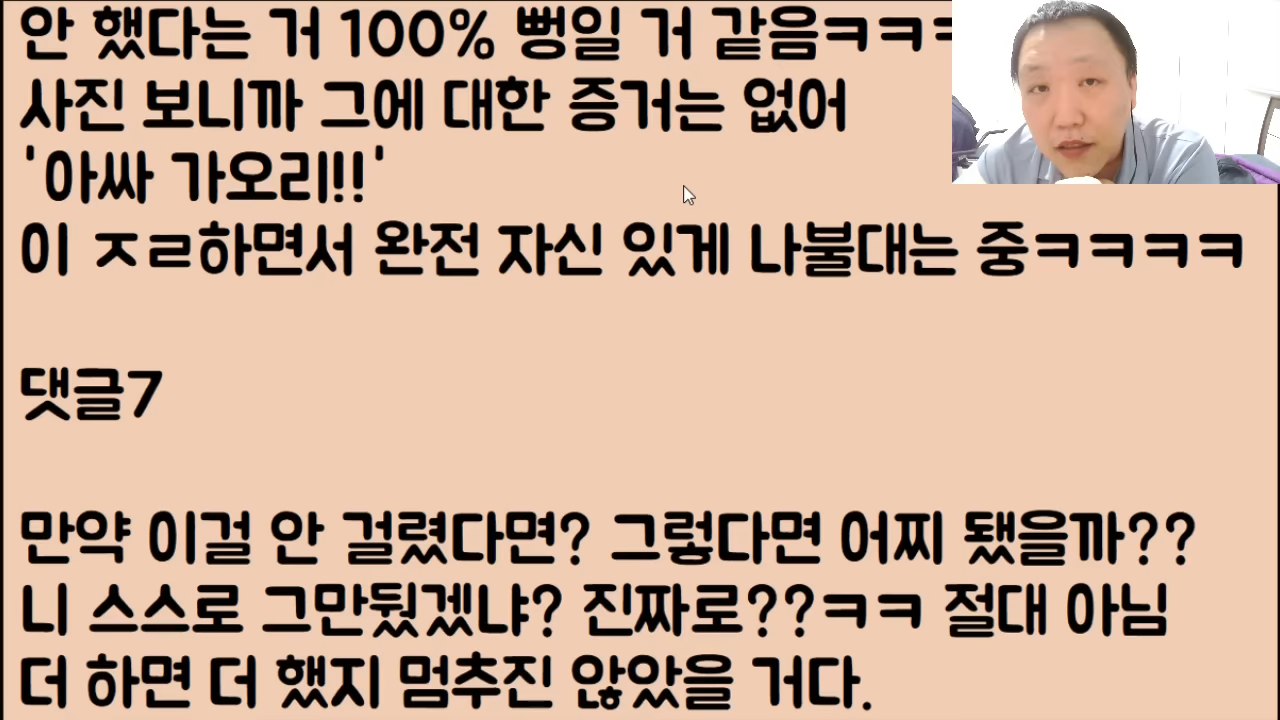 안 했다는 거 100% 뻥일 거 같음ㅋㅋㅋ
사진 보니까 그에 대한 증거는 없어
'아싸 가오리!!'
이 ㅈㄹ하면서 완전 자신 있게 나불대는 중ㅋㅋㅋㅋ
댓글7
만약 이걸 안 걸렸다면? 그렇다면 어찌 됐을까??
니 스스로 그만뒀겠냐? 진짜로??ㅋㅋ 절대 아님
더 하면 더 했지 멈추진 않았을 거다.